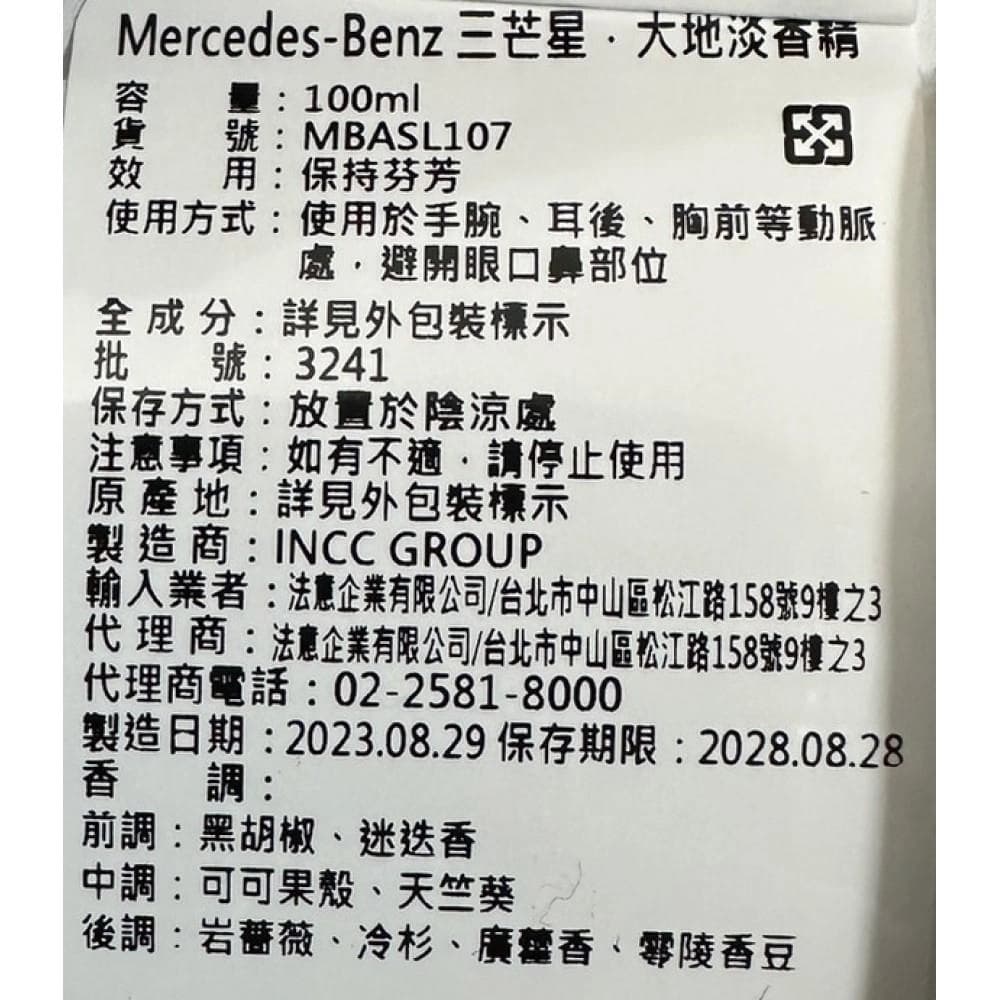 Mercedes-Benz 三芒星．大地淡香精
容量：100ml
貨號：MBASL107
效用：保持芬芳
使用方式：使用於手腕、耳後、胸前等動脈
處，避開眼口鼻部位
全成分：詳見外包裝標示
批號：3241
保存方式：放置於陰涼處
注意事項：如有不適，請停止使用
原產地：詳見外包裝標示
製造商：INCC GROUP
輸入業者：法意企業有限公司/台北市中山區松江路158號9樓之3
代理商：法意企業有限公司/台北市中山區松江路158號9樓之3
代理商電話：02-2581-8000
製造日期：2023.08.29 保存期限：2028.08.28
香調：
前調：黑胡椒、迷迭香
中調：可可果殼、天竺葵
後調：岩薔薇、冷杉、廣藿香、零陵香豆